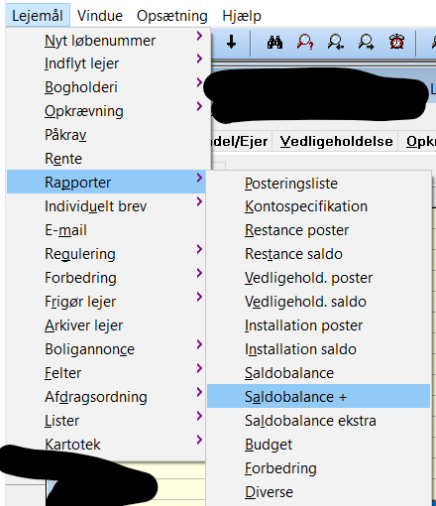 Lejemål Vindue Opsætning Hjælp
Nyt løbenummer
Indflyt lejer
Bogholderi
Opkrævning
Påkrav
Rente
Rapporter
Individuelt brev
E-mail
Regulering
Forbedring
Frigør lejer
Arkiver lejer
Boligannonce
Felter
Afdragsordning
Lister
Kartotek
del/Ejer Vedligeholdelse Opkr
Posteringsliste
Kontospecifikation
Restance poster
Restance saldo
Vedligehold. poster
Vedligehold. saldo
Installation poster
Installation saldo
Saldobalance
Saldobalance +
Saldobalance ekstra
Budget
Forbedring
Diverse